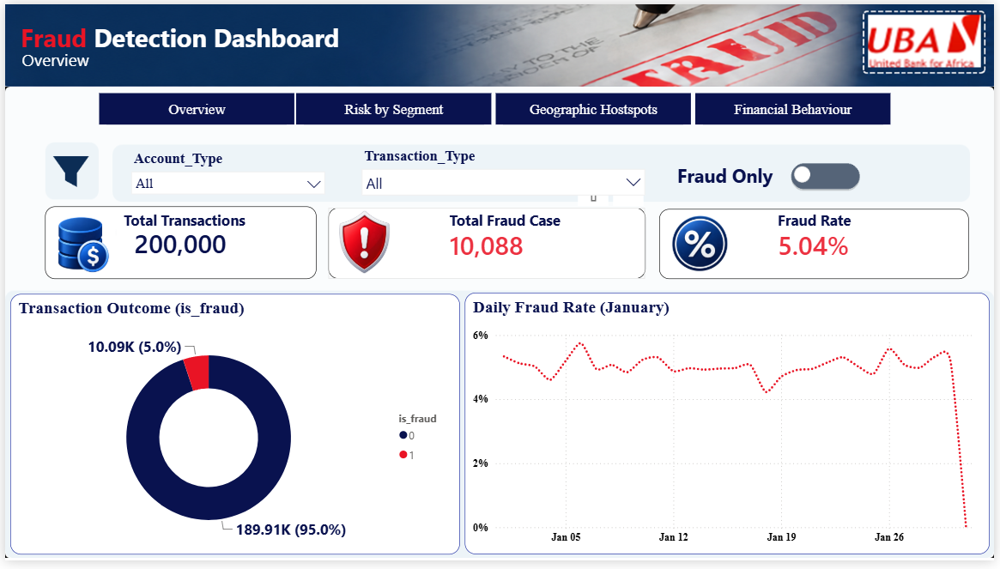 Fraud Detection Dashboard
Overview
FRAUD
UBA
United Bank for Africa
Overview
Risk by Segment
Geographic Hostspots
Financial Behaviour
Account_Type
All
Transaction_Type
All
Fraud Only
Total Transactions
200,000
Total Fraud Case
10,088
Fraud Rate
5.04%
Transaction Outcome (is_fraud)
10.09K (5.0%)
189.91K (95.0%)
is_fraud
0
1
Daily Fraud Rate (January)
6%
4%
2%
0%
Jan 05
Jan 12
Jan 19
Jan 26